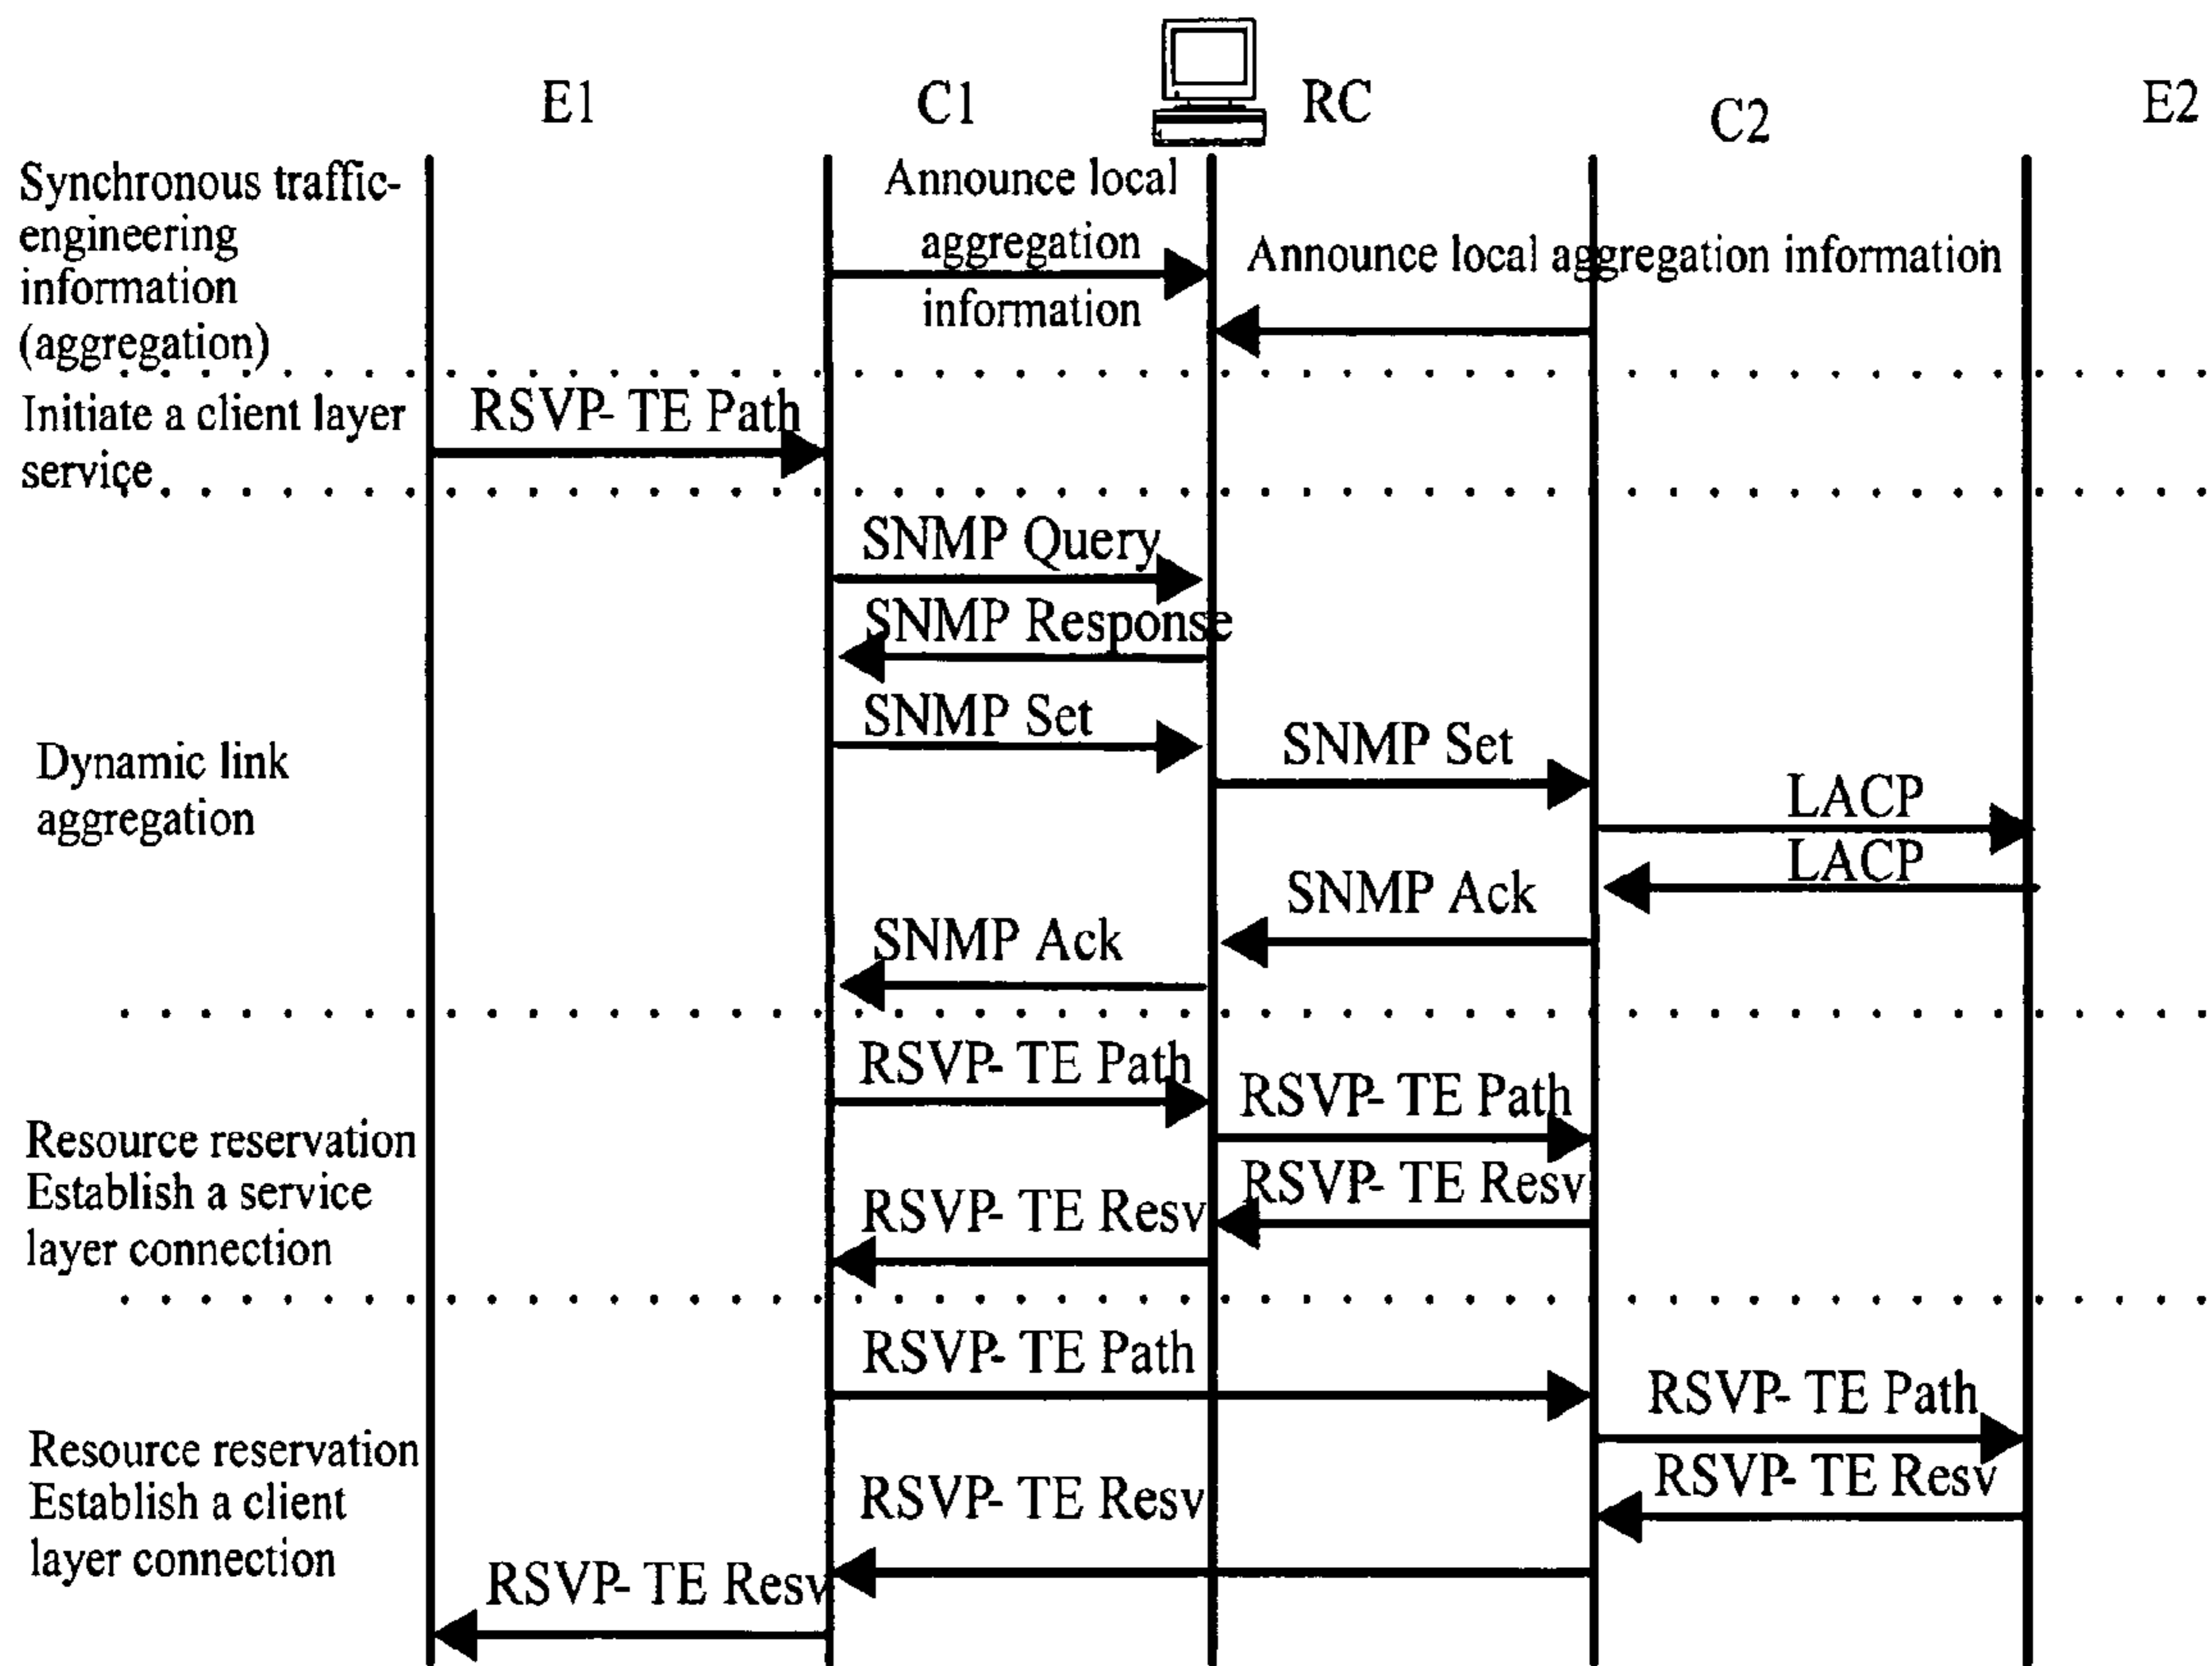 E1
C1
RC
C2
E2
Synchronous traffic-
engineering
information
(aggregation)
Announce local
aggregation
information
Announce local aggregation information
Initiate a client layer
service
RSVP- TE Path
SNMP Query
SNMP Response
SNMP Set
SNMP Set
Dynamic link
aggregation
LACP
LACP
SNMP Ack
SNMP Ack
RSVP- TE Path
RSVP- TE Path
Resource reservation
Establish a service
layer connection
RSVP- TE Resv
RSVP- TE Resv
RSVP- TE Path
RSVP- TE Path
Resource reservation
Establish a client
layer connection
RSVP- TE Resv
RSVP- TE Resv
RSVP- TE Resv